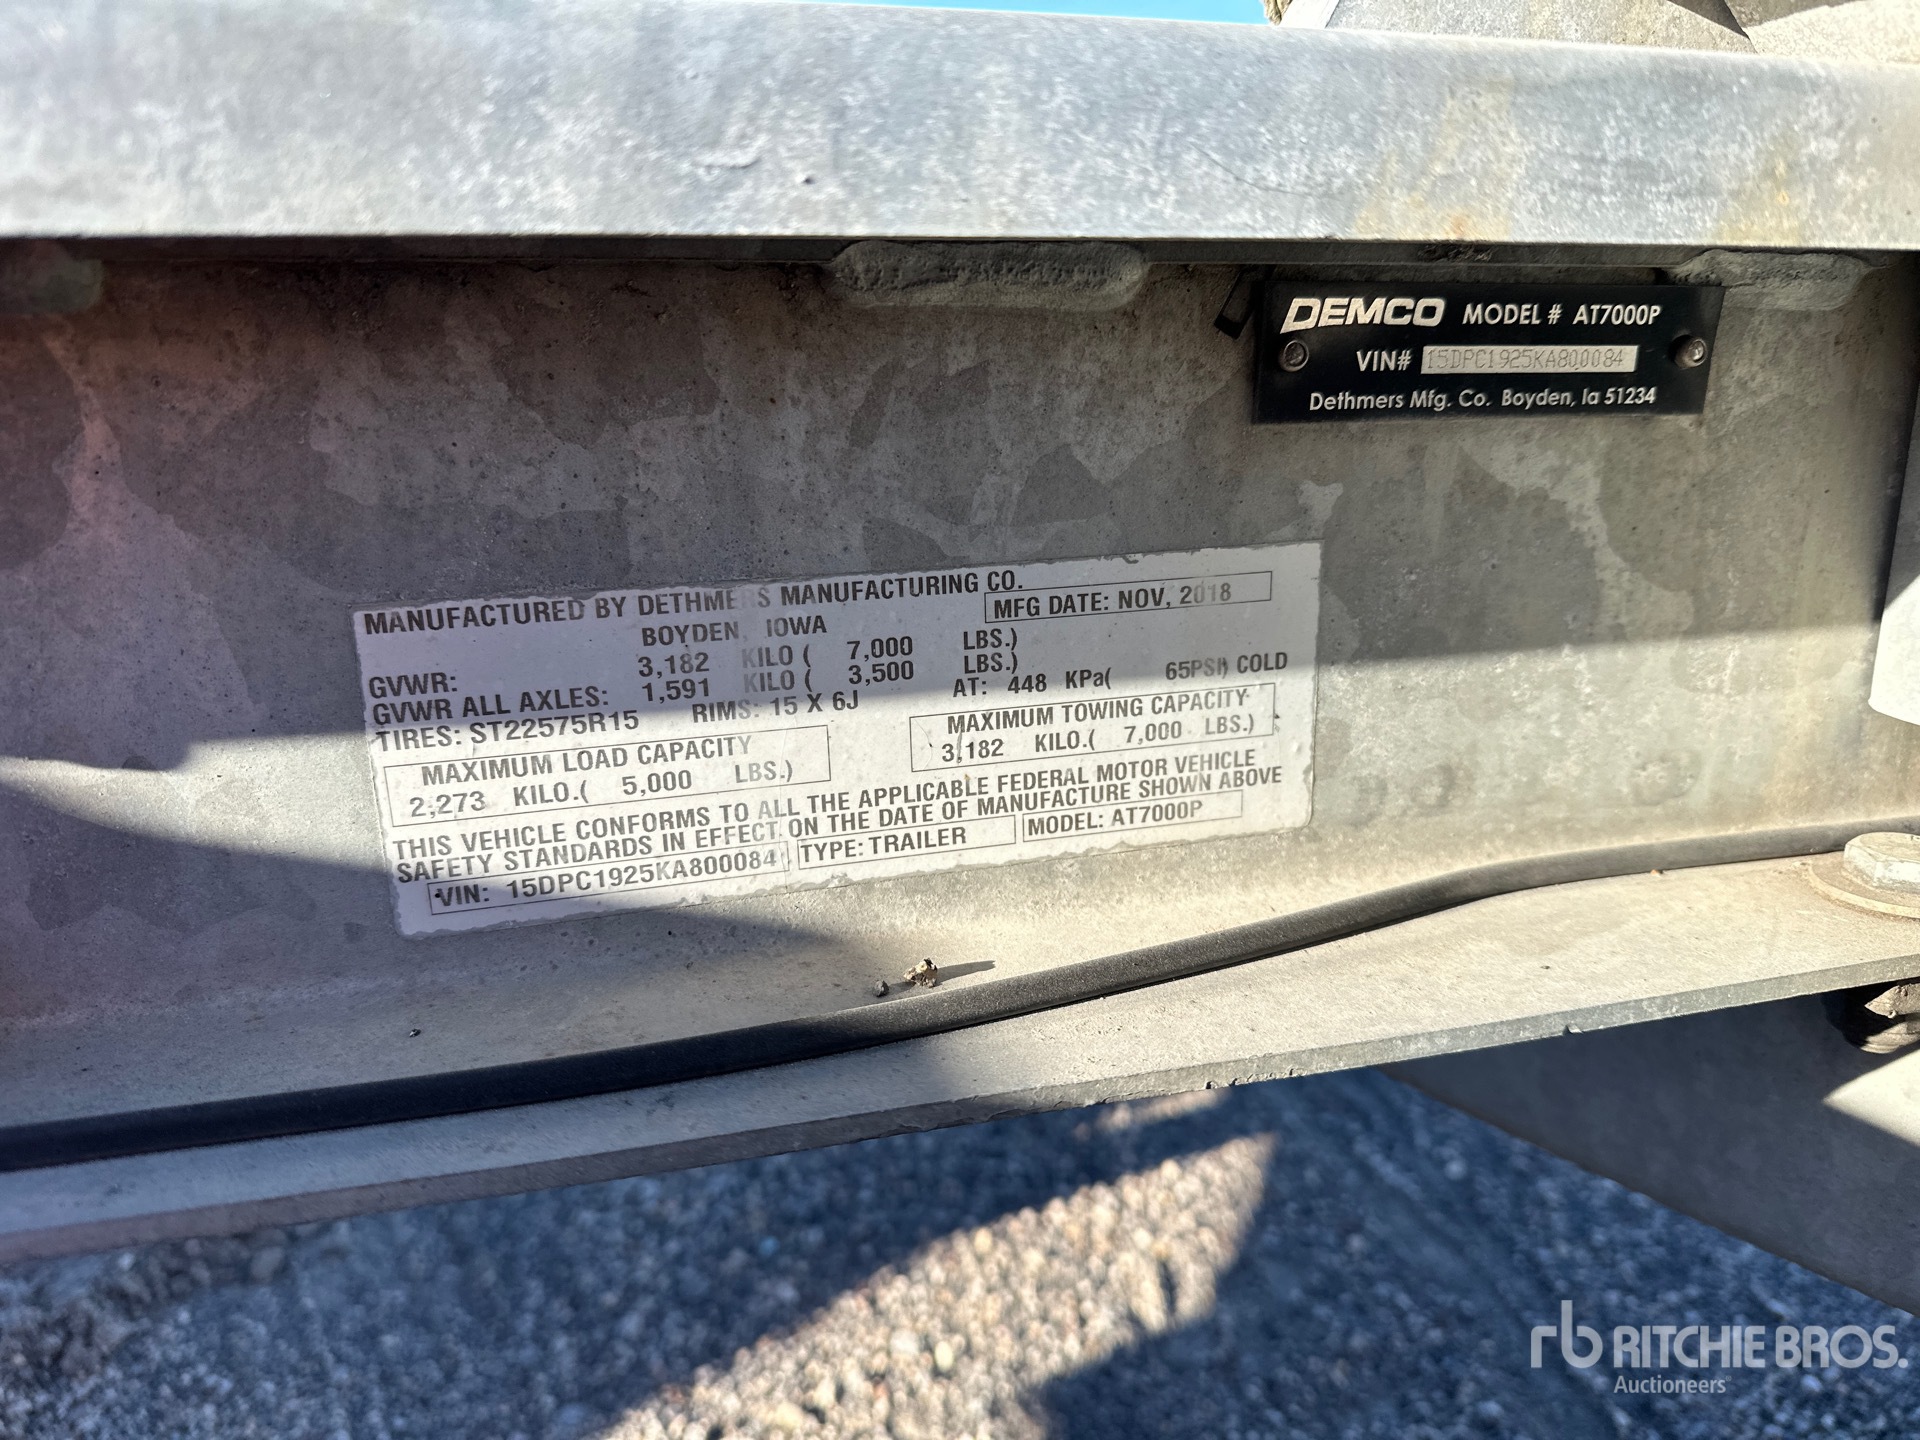 DEMCO MODEL # AT7000P
VIN# 15DPC1925KA800084
Dethmers Mfg. Co. Boyden, Ia 51234
MANUFACTURED BY DETHMERS MANUFACTURING CO.
BOYDEN, IOWA
MFG DATE: NOV, 2018
GVWR: 3,182 KILO ( 7,000 LBS.)
GVWR ALL AXLES: 1,591 KILO ( 3,500 LBS.)
TIRES: ST22575R15 RIMS: 15 X 6J AT: 448 KPa( 65PSI) COLD
MAXIMUM LOAD CAPACITY
2,273 KILO.( 5,000 LBS.)
MAXIMUM TOWING CAPACITY
3,182 KILO.( 7,000 LBS.)
THIS VEHICLE CONFORMS TO ALL THE APPLICABLE FEDERAL MOTOR VEHICLE
SAFETY STANDARDS IN EFFECT ON THE DATE OF MANUFACTURE SHOWN ABOVE
VIN: 15DPC1925KA800084 TYPE: TRAILER MODEL: AT7000P
rb RITCHIE BROS.
Auctioneers